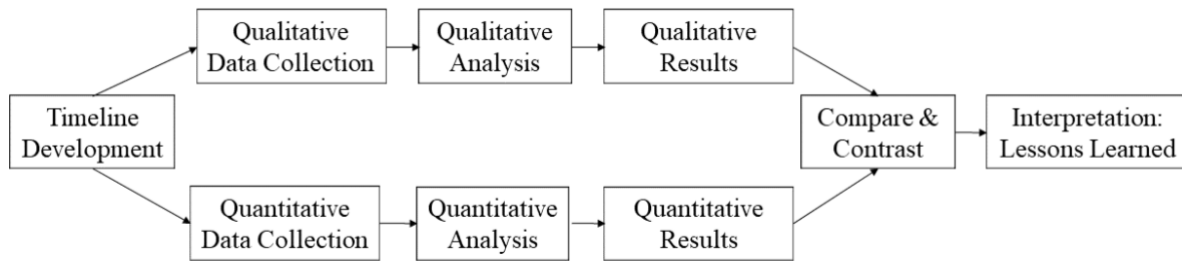 Qualitative
Data Collection
Qualitative
Analysis
Qualitative
Results
Timeline
Development
Compare &
Contrast
Interpretation:
Lessons Learned
Quantitative
Data Collection
Quantitative
Analysis
Quantitative
Results